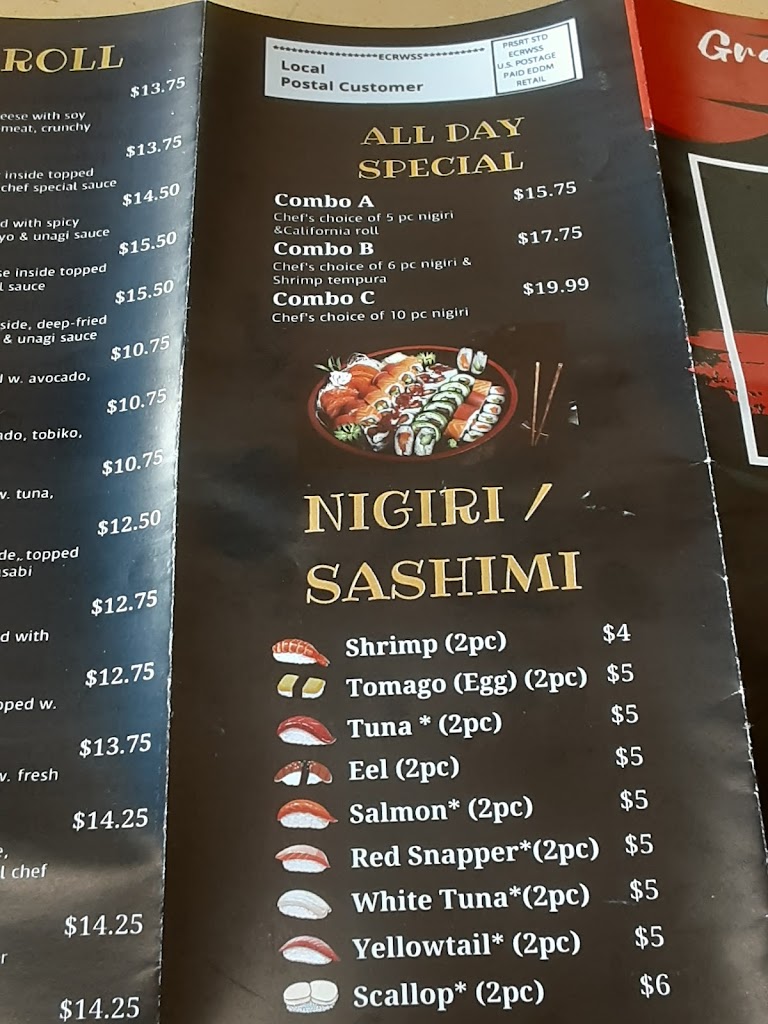 ROLL
$13.75
eese with soy
meat, crunchy
$13.75
inside topped
chef special sauce
$14.50
d with spicy
yo & unagi sauce
$15.50
se inside topped
l sauce
$15.50
side, deep-fried
& unagi sauce
$10.75
w. avocado,
$10.75
ado, tobiko,
$10.75
w. tuna,
$12.50
de, topped
sabi
$12.75
d with
$12.75
pped w.
$13.75
w. fresh
$14.25
e,
l chef
$14.25
r
$14.25
******************ECRWSS**********
Local
Postal Customer
PRSRT STD
ECRWSS
U.S. POSTAGE
PAID EDDM
RETAIL
ALL DAY
SPECIAL
Combo A $15.75
Chef's choice of 5 pc nigiri
&California roll
Combo B $17.75
Chef's choice of 6 pc nigiri &
Shrimp tempura
Combo C $19.99
Chef's choice of 10 pc nigiri
NIGIRI /
SASHIMI
Shrimp (2pc) $4
Tomago (Egg) (2pc) $5
Tuna * (2pc) $5
Eel (2pc) $5
Salmon* (2pc) $5
Red Snapper*(2pc) $5
White Tuna*(2pc) $5
Yellowtail* (2pc) $5
Scallop* (2pc) $6
Gr